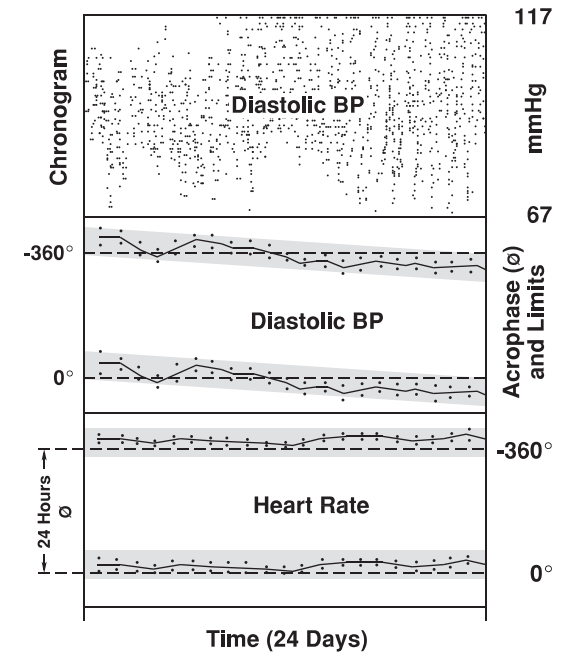 117
Chronogram
Diastolic BP
mmHg
67
-360°
Diastolic BP
Acrophase (ø)
and Limits
0°
-360°
24 Hours
Ø
Heart Rate
0°
Time (24 Days)